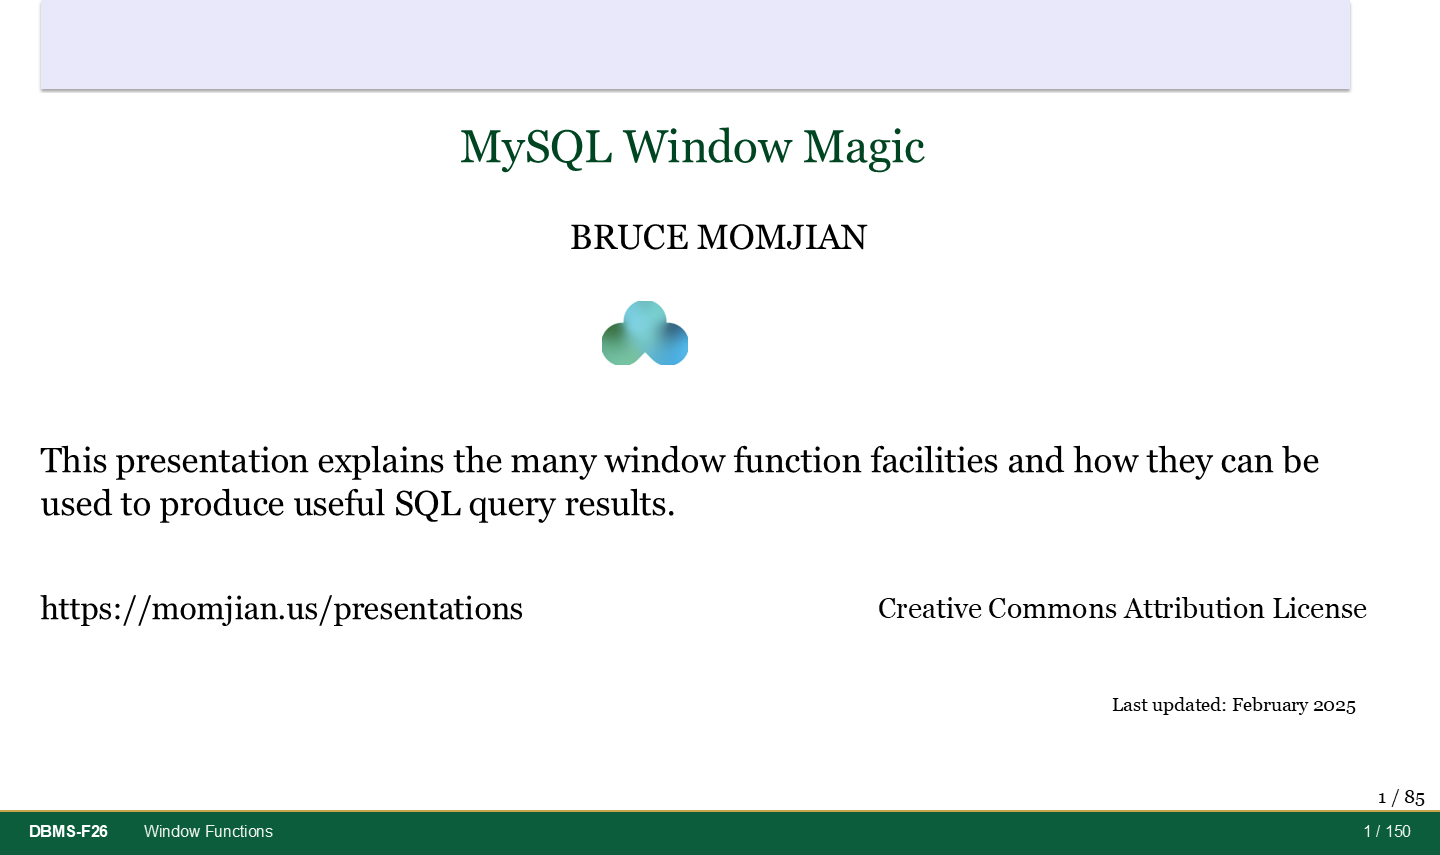 MySQL Window Magic
BRUCE MOMJIAN
This presentation explains the many window function facilities and how they can be
used to produce useful SQL query results.
https://momjian.us/presentations
Creative Commons Attribution License
Last updated: February 2025
1 / 85
DBMS-F26 Window Functions 1 / 150